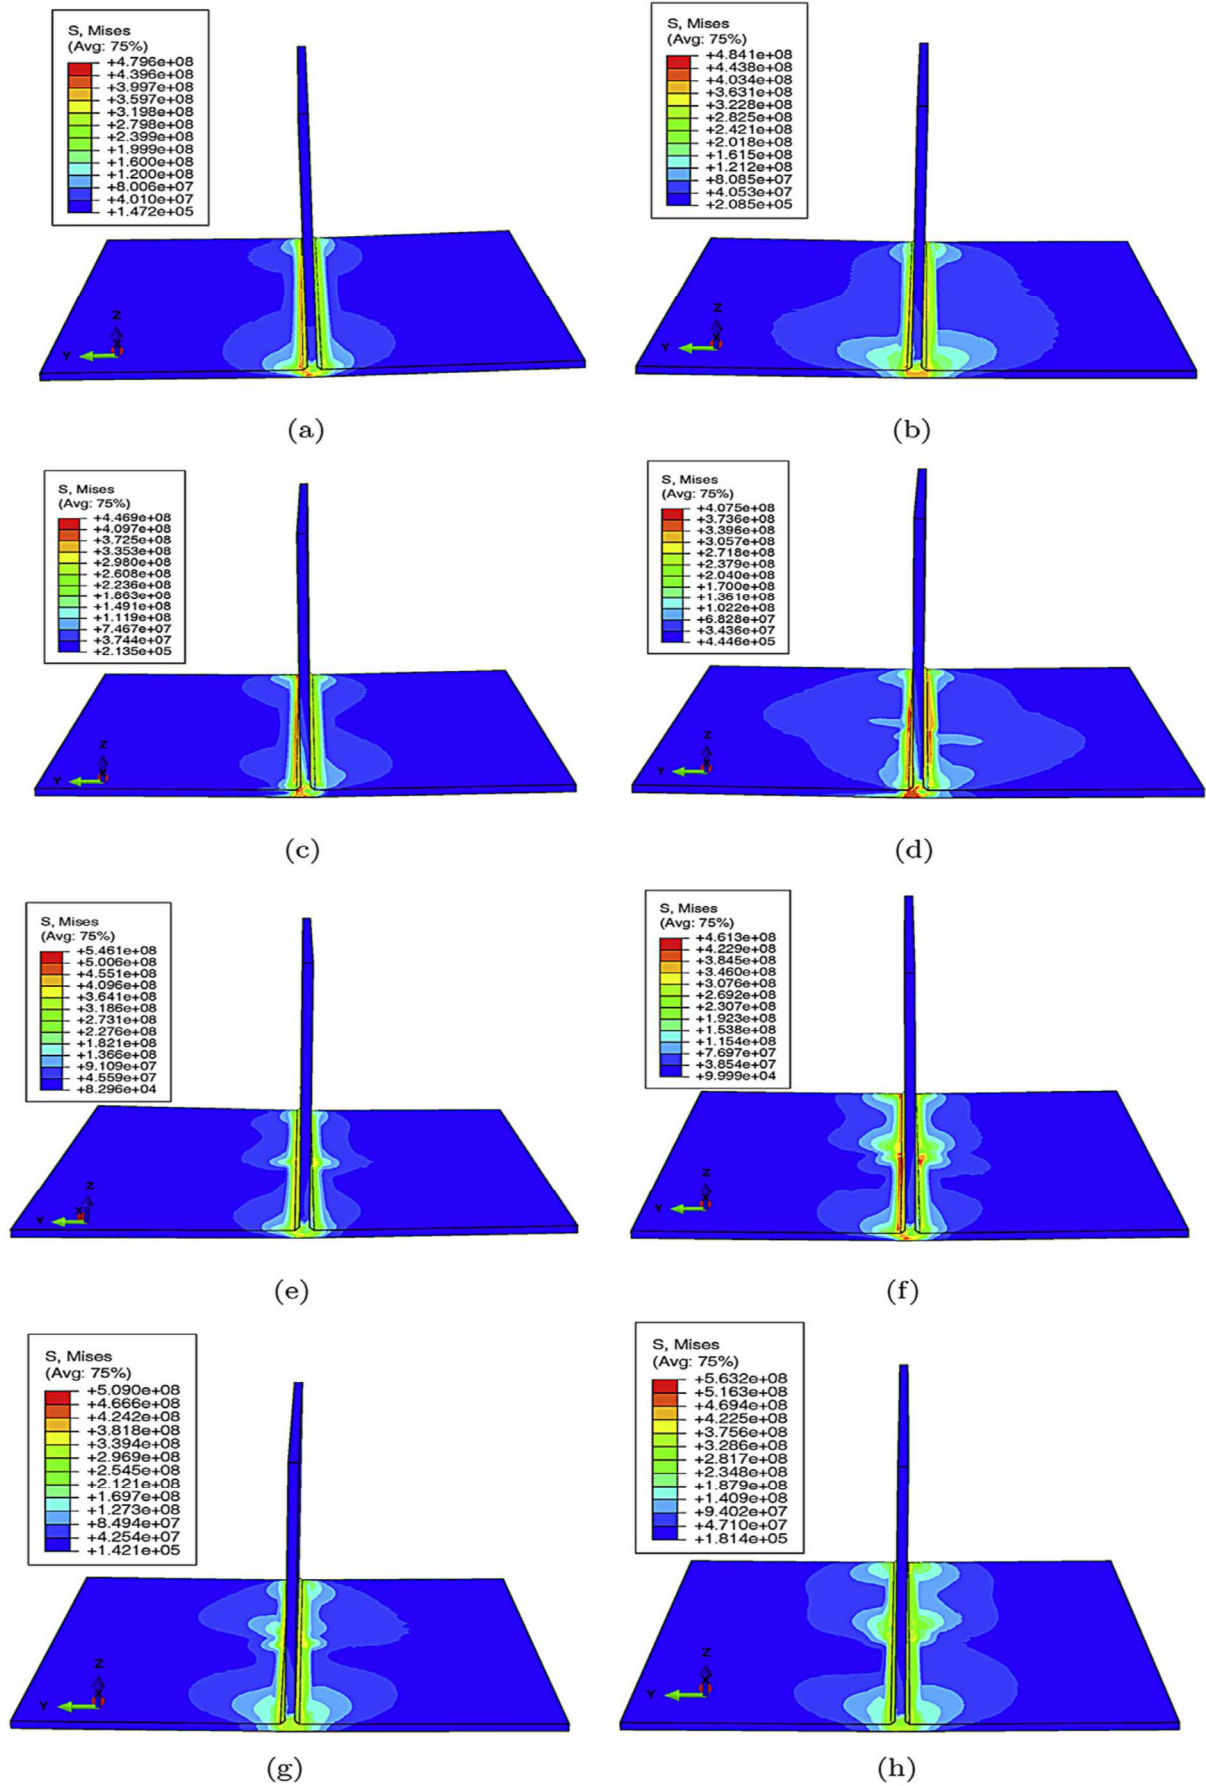 S, Mises
(Avg: 75%)
+4.796e+08
+4.396e+08
+3.997e+08
+3.597e+08
+3.198e+08
+2.798e+08
+2.399e+08
+1.999e+08
+1.600e+08
+1.200e+08
+8.006e+07
+4.010e+07
+1.472e+05
Z
X
Y
(a)
S, Mises
(Avg: 75%)
+4.841e+08
+4.438e+08
+4.034e+08
+3.631e+08
+3.228e+08
+2.825e+08
+2.421e+08
+2.018e+08
+1.615e+08
+1.212e+08
+8.085e+07
+4.053e+07
+2.085e+05
Z
X
Y
(b)
S, Mises
(Avg: 75%)
+4.469e+08
+4.097e+08
+3.725e+08
+3.353e+08
+2.980e+08
+2.608e+08
+2.236e+08
+1.863e+08
+1.491e+08
+1.119e+08
+7.467e+07
+3.744e+07
+2.135e+05
Z
X
Y
(c)
S, Mises
(Avg: 75%)
+4.075e+08
+3.736e+08
+3.396e+08
+3.057e+08
+2.718e+08
+2.379e+08
+2.040e+08
+1.700e+08
+1.361e+08
+1.022e+08
+6.828e+07
+3.436e+07
+4.446e+05
Z
X
Y
(d)
S, Mises
(Avg: 75%)
+5.461e+08
+5.006e+08
+4.551e+08
+4.096e+08
+3.641e+08
+3.186e+08
+2.731e+08
+2.276e+08
+1.821e+08
+1.366e+08
+9.109e+07
+4.559e+07
+8.296e+04
Z
X
Y
(e)
S, Mises
(Avg: 75%)
+4.613e+08
+4.229e+08
+3.845e+08
+3.460e+08
+3.076e+08
+2.692e+08
+2.307e+08
+1.923e+08
+1.538e+08
+1.154e+08
+7.697e+07
+3.854e+07
+9.999e+04
Z
X
Y
(f)
S, Mises
(Avg: 75%)
+5.090e+08
+4.666e+08
+4.242e+08
+3.818e+08
+3.394e+08
+2.969e+08
+2.545e+08
+2.121e+08
+1.697e+08
+1.273e+08
+8.494e+07
+4.254e+07
+1.421e+05
Z
X
Y
(g)
S, Mises
(Avg: 75%)
+5.632e+08
+5.163e+08
+4.694e+08
+4.225e+08
+3.756e+08
+3.286e+08
+2.817e+08
+2.348e+08
+1.879e+08
+1.409e+08
+9.402e+07
+4.710e+07
+1.814e+05
Z
X
Y
(h)